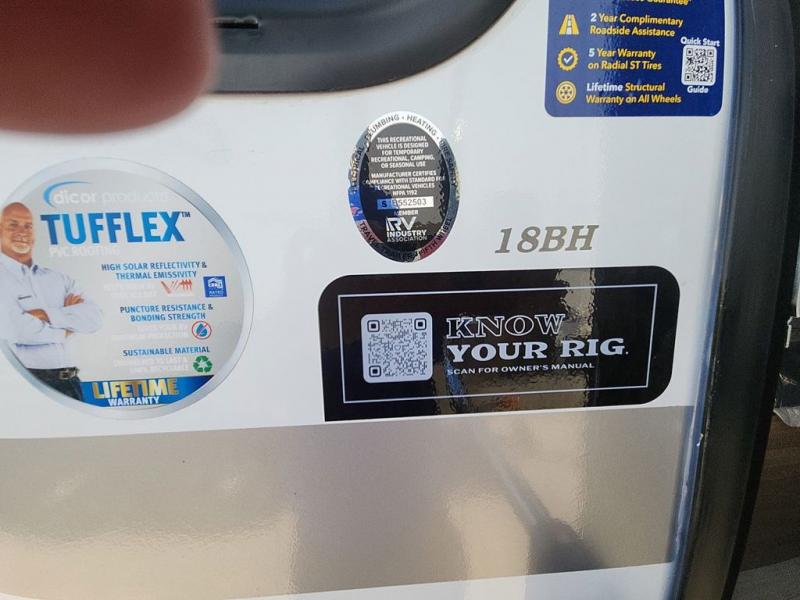 2 Year Complimentary
Roadside Assistance
5 Year Warranty
on Radial ST Tires
Lifetime Structural
Warranty on All Wheels
Quick Start
Guide
PLUMBING • HEATING •
THIS RECREATIONAL
VEHICLE IS DESIGNED
FOR TEMPORARY
RECREATIONAL, CAMPING,
OR SEASONAL USE
MANUFACTURER CERTIFIES
COMPLIANCE WITH STANDARD FOR
RECREATIONAL VEHICLES
NFPA 1192
MEMBER
RV
INDUSTRY
ASSOCIATION
dicor products
TUFFLEX™
PVC ROOFING
HIGH SOLAR REFLECTIVITY &
THERMAL EMISSIVITY
PUNCTURE RESISTANCE &
BONDING STRENGTH
SUSTAINABLE MATERIAL
LIFETIME
WARRANTY
18BH
KNOW
YOUR RIG.
SCAN FOR OWNER'S MANUAL